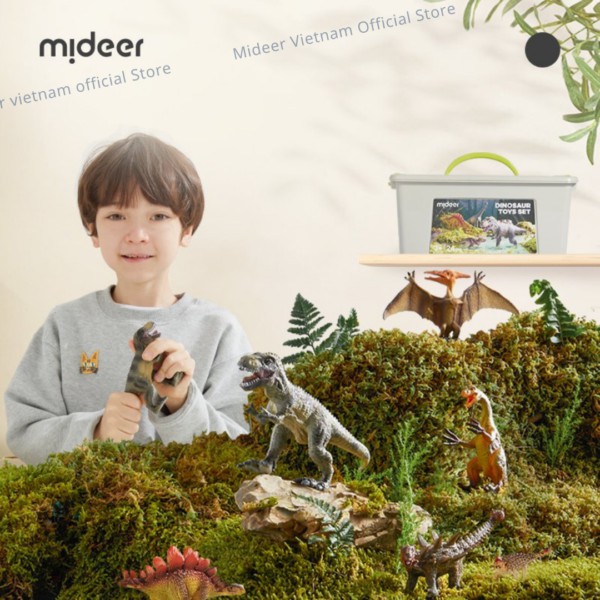 mideer
Mideer Vietnam Official Store
r vietnam official Store
mideer
DINOSAUR
TOYS SET